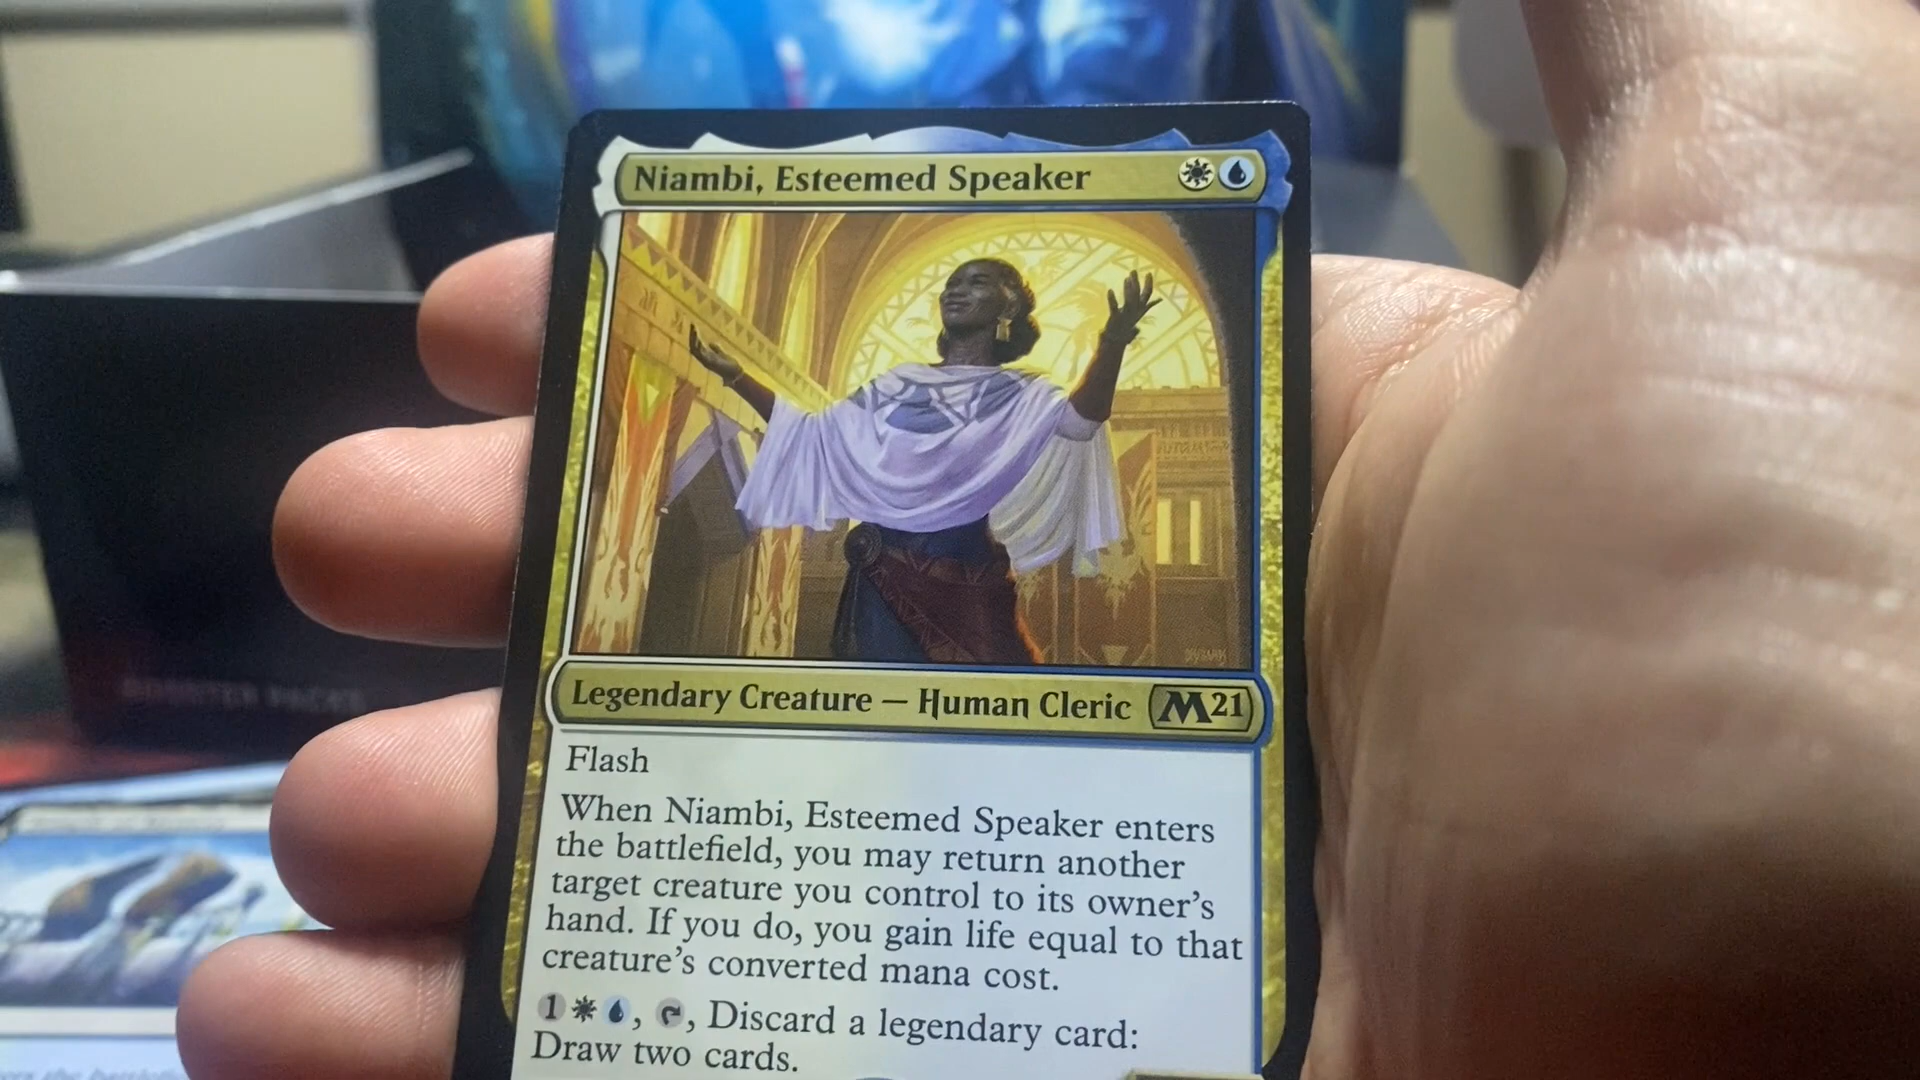 Niambi, Esteemed Speaker
Legendary Creature — Human Cleric M21
Flash
When Niambi, Esteemed Speaker enters
the battlefield, you may return another
target creature you control to its owner's
hand. If you do, you gain life equal to that
creature's converted mana cost.
1 , , Discard a legendary card:
Draw two cards.
BOOSTER PACKS